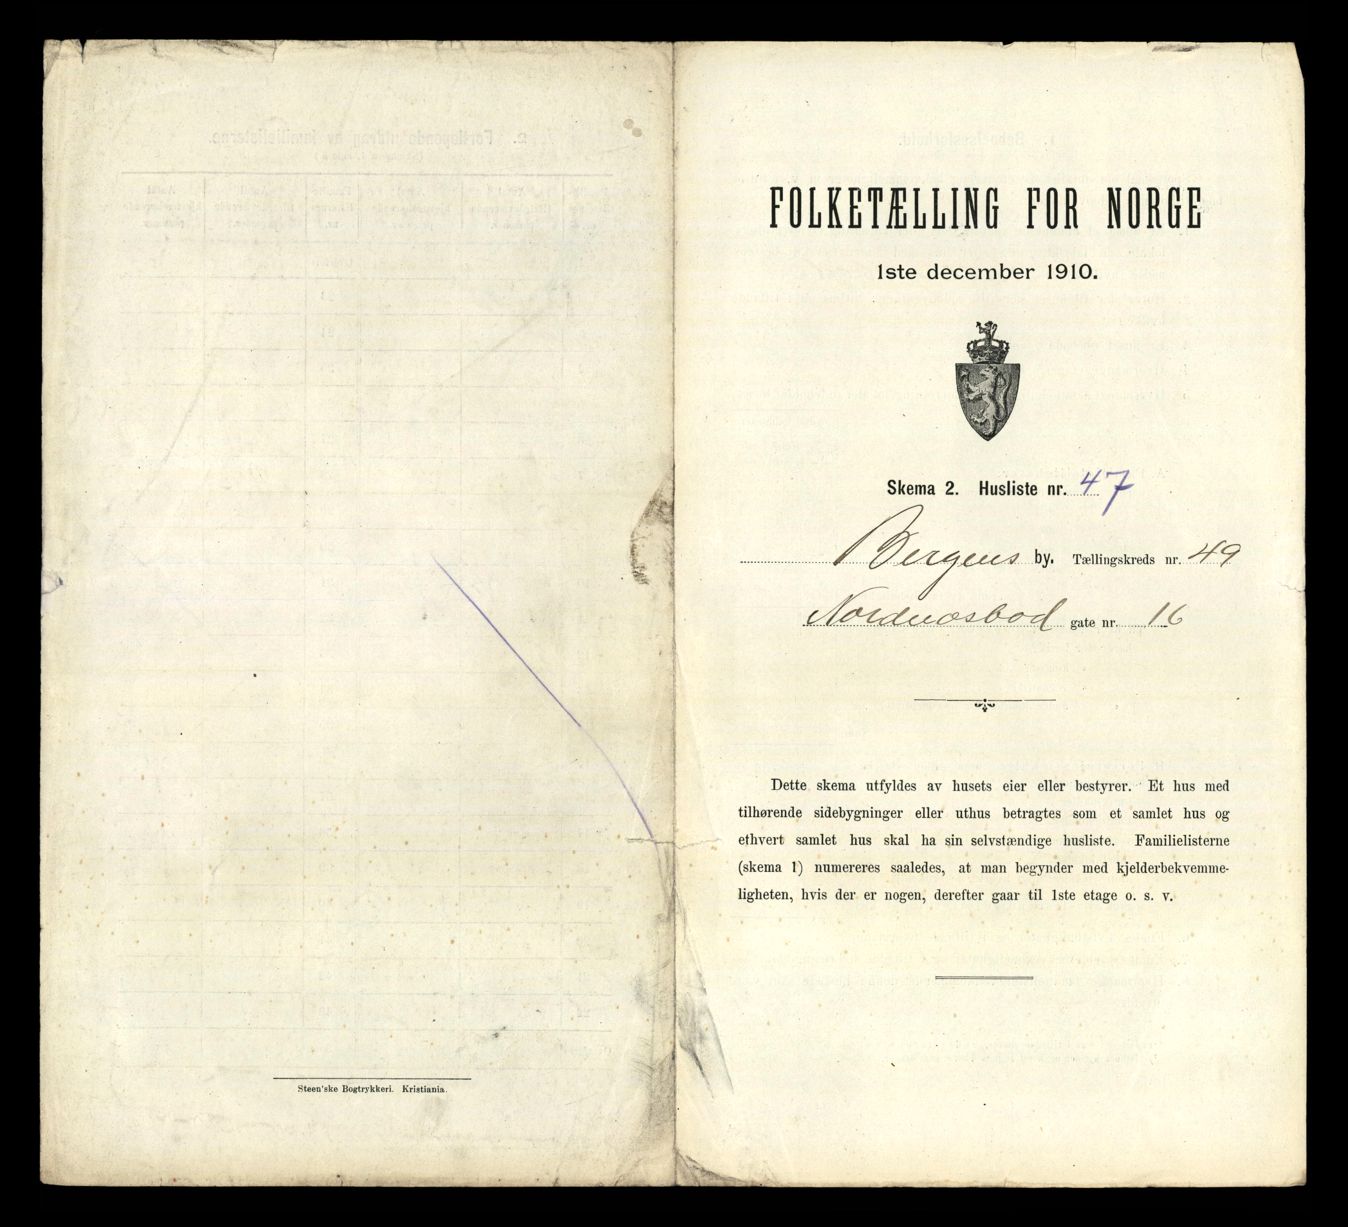 FOLKETÆLLING FOR NORGE
1ste december 1910.
Skema 2. Husliste nr. 47
Bergens by. Tællingskreds nr. 49
Nordnæsbod gate nr. 16
Dette skema utfyldes av husets eier eller bestyrer. Et hus med
tilhørende sidebygninger eller uthus betragtes som et samlet hus og
ethvert samlet hus skal ha sin selvstændige husliste. Familielisterne
(skema 1) numereres saaledes, at man begynder med kjelderbekvemme-
ligheten, hvis der er nogen, derefter gaar til 1ste etage o. s. v.
Steen'ske Bogtrykkeri. Kristiania.